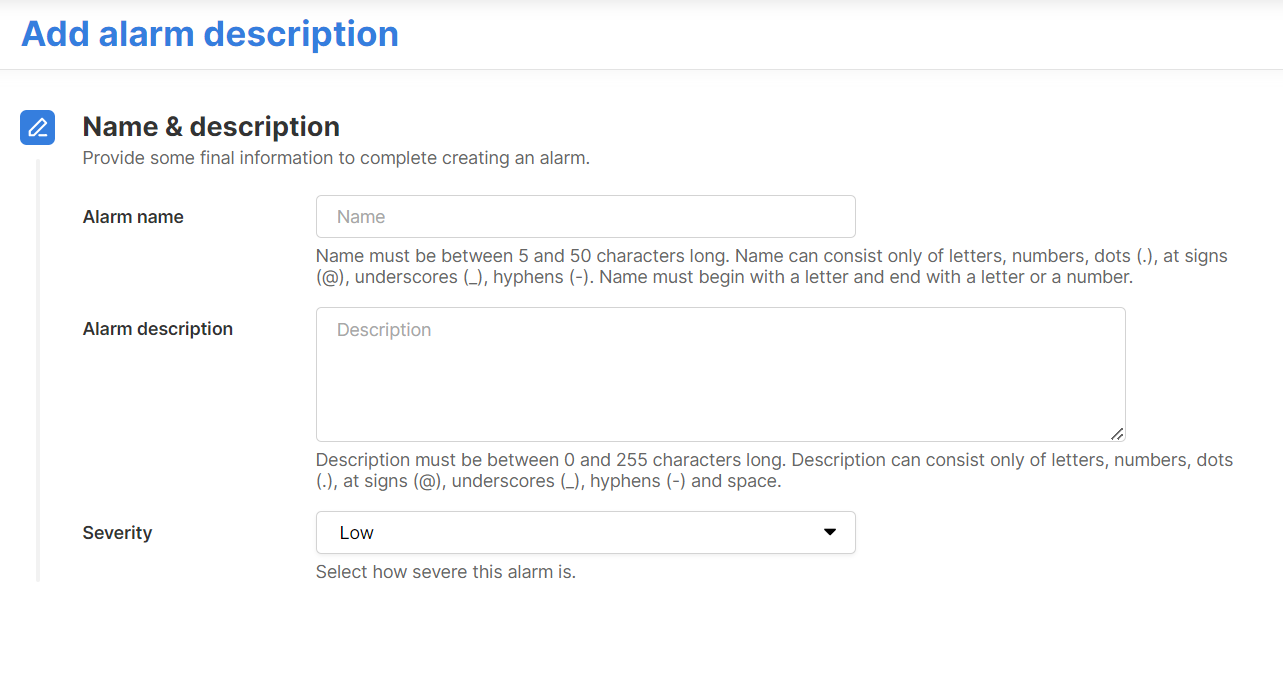 Add alarm description
Name & description
Provide some final information to complete creating an alarm.
Alarm name
Name
Name must be between 5 and 50 characters long. Name can consist only of letters, numbers, dots (.), at signs
(@), underscores (_), hyphens (-). Name must begin with a letter and end with a letter or a number.
Alarm description
Description
Description must be between 0 and 255 characters long. Description can consist only of letters, numbers, dots
(.), at signs (@), underscores (_), hyphens (-) and space.
Severity
Low
Select how severe this alarm is.